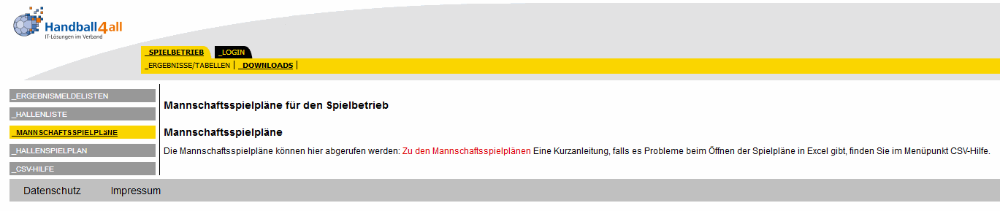 Handball4all
IT-Lösungen im Verband
_SPIELBETRIEB _LOGIN
_ERGEBNISSE/TABELLEN | _DOWNLOADS |
_ERGEBNISMELDELISTEN
_HALLENLISTE
_MANNSCHAFTSSPIELPLäNE
_HALLENSPIELPLAN
_CSV-HILFE
Mannschaftsspielpläne für den Spielbetrieb
Mannschaftsspielpläne
Die Mannschaftsspielpläne können hier abgerufen werden: Zu den Mannschaftsspielplänen Eine Kurzanleitung, falls es Probleme beim Öffnen der Spielpläne in Excel gibt, finden Sie im Menüpunkt CSV-Hilfe.
Datenschutz Impressum